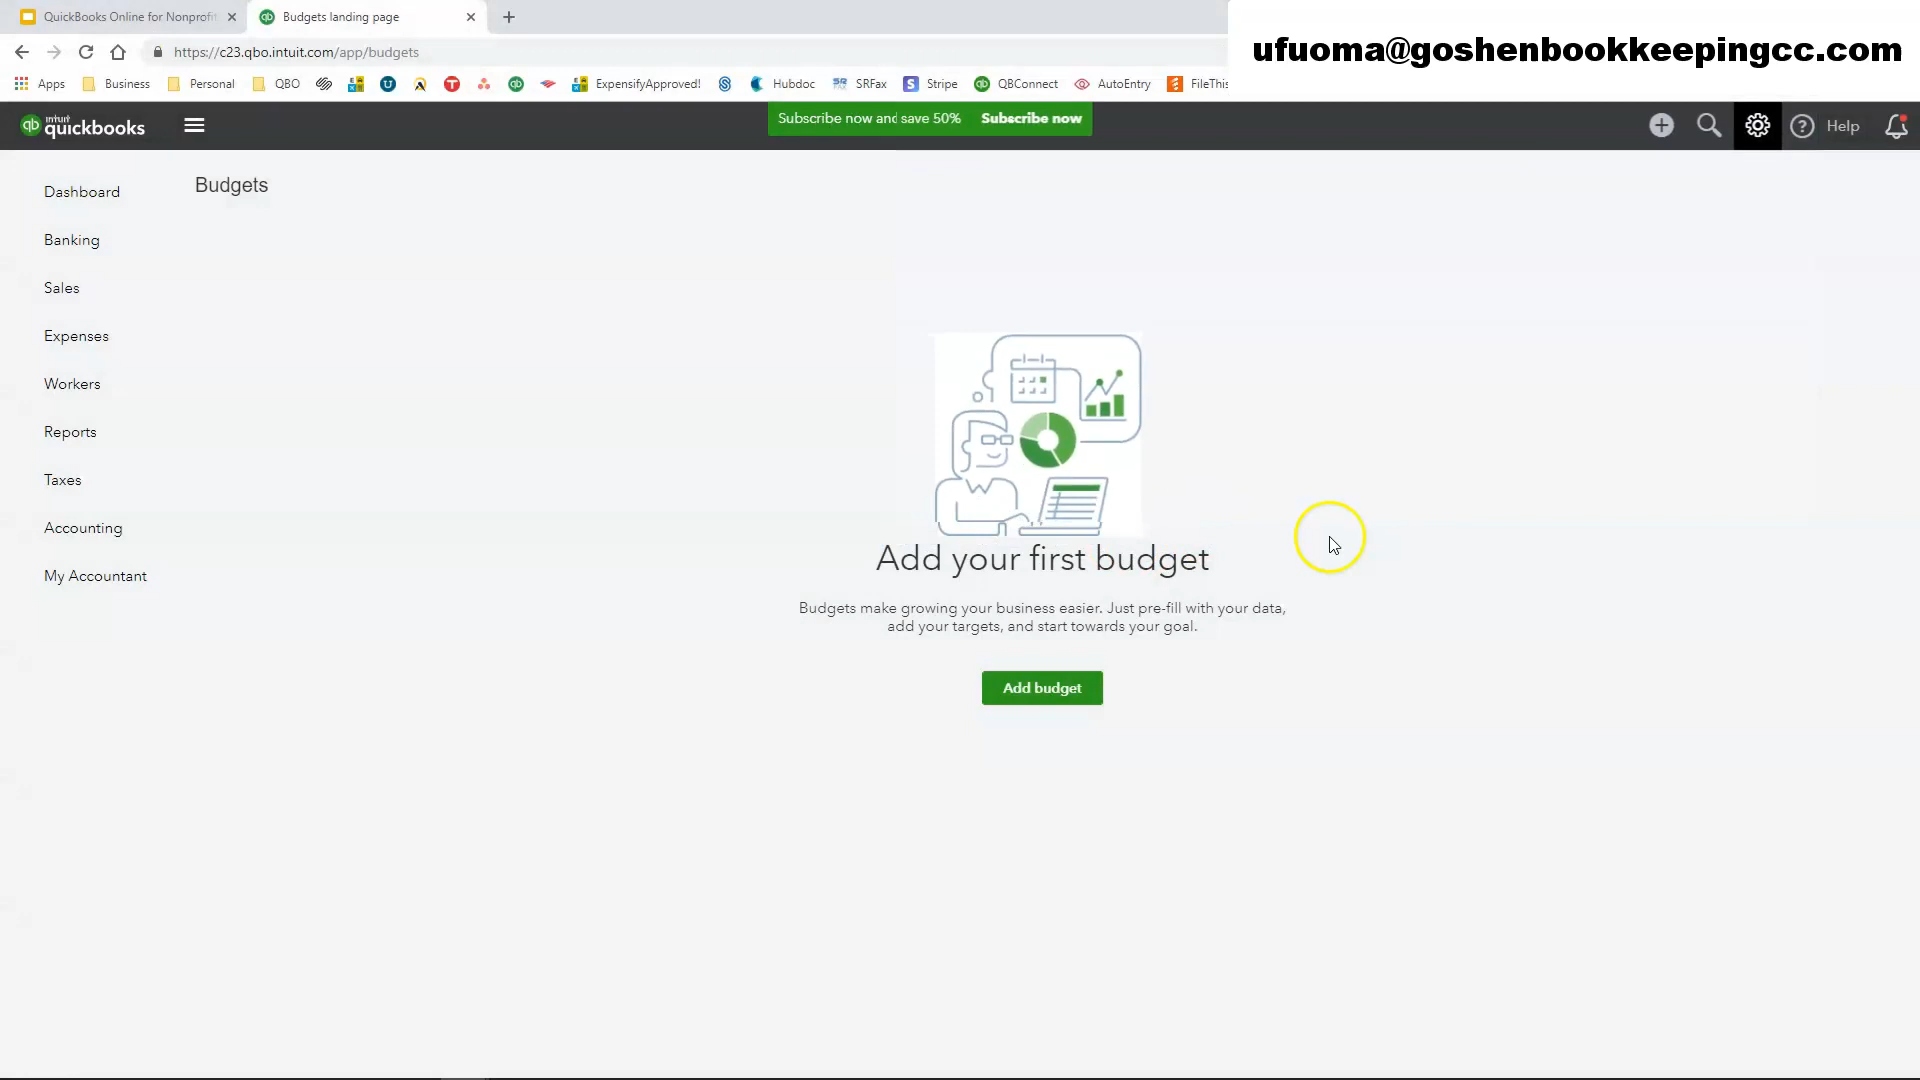 QuickBooks Online for Nonprofit
Budgets landing page
https://c23.qbo.intuit.com/app/budgets
ufuoma@goshenbookkeepingcc.com
Apps
Business
Personal
QBO
ExpensifyApproved!
Hubdoc
SRFax
Stripe
QBConnect
AutoEntry
FileThis
intuit
quickbooks
Subscribe now and save 50% Subscribe now
Help
Dashboard
Budgets
Banking
Sales
Expenses
Workers
Reports
Taxes
Accounting
My Accountant
Add your first budget
Budgets make growing your business easier. Just pre-fill with your data,
add your targets, and start towards your goal.
Add budget